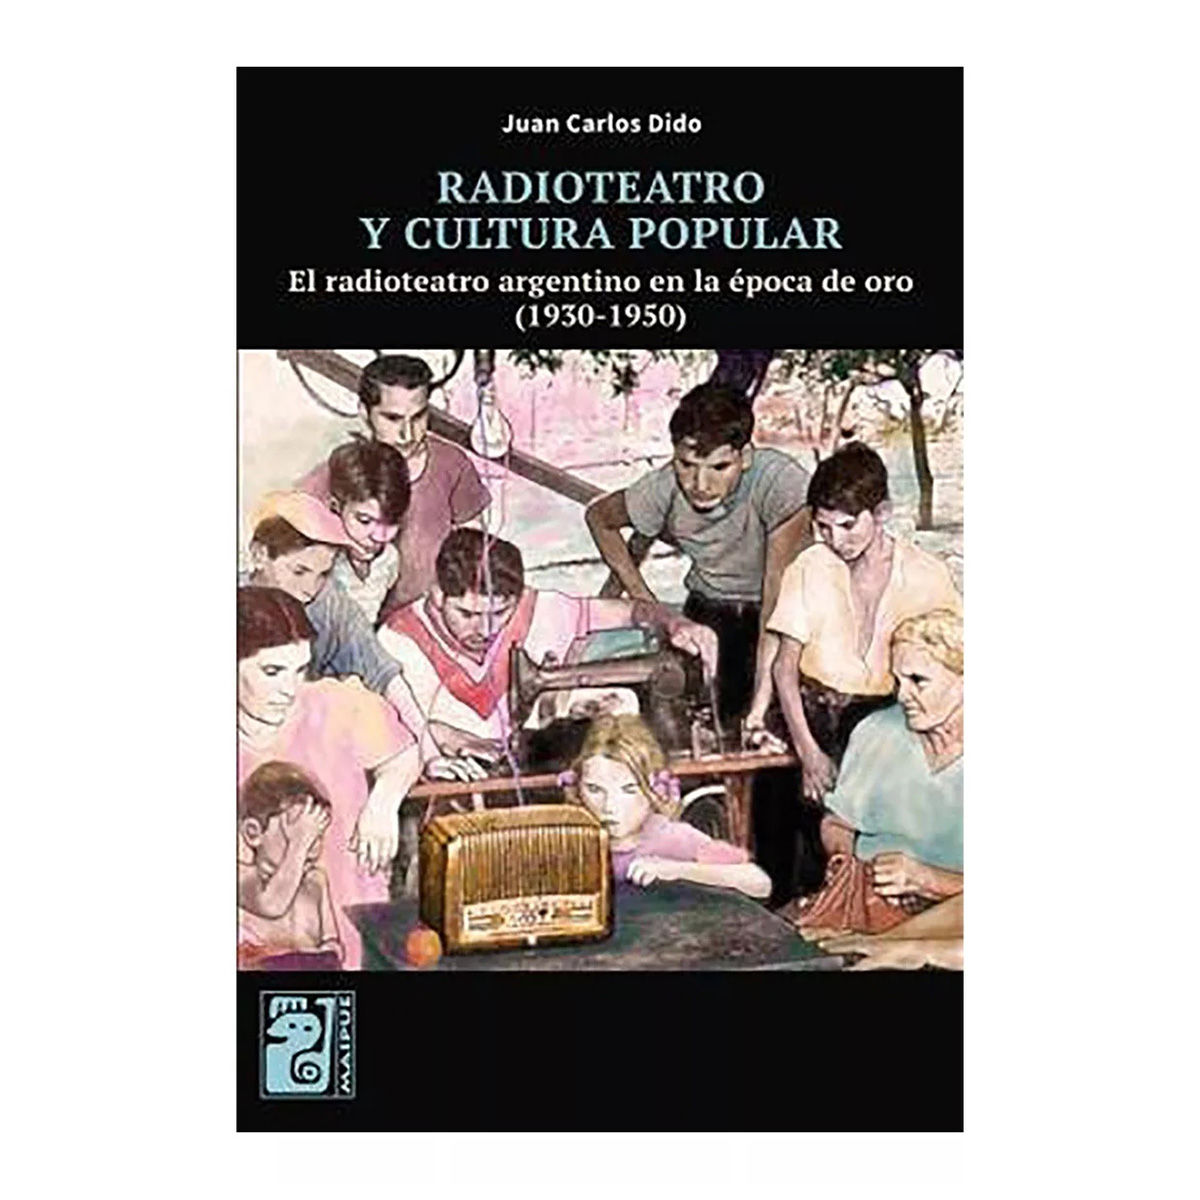 Juan Carlos Dido
RADIOTEATRO
Y CULTURA POPULAR
El radioteatro argentino en la época de oro
(1930-1950)
MAIPUE